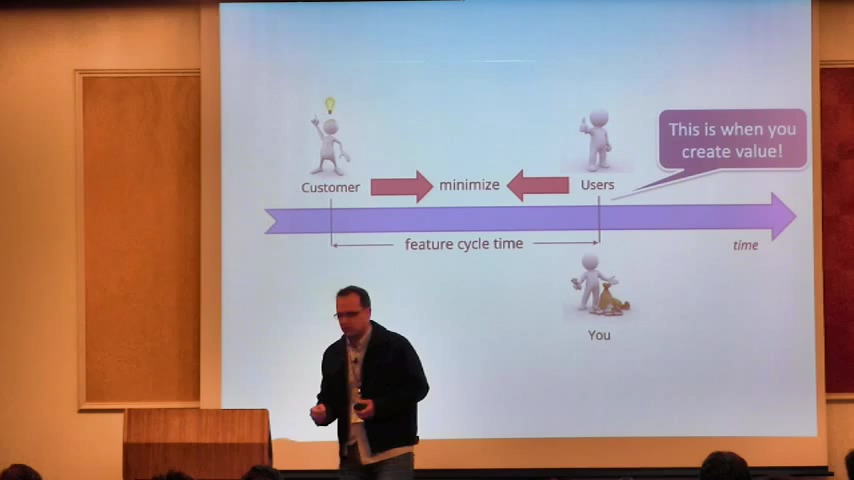 This is when you
create value!
Customer
minimize
Users
feature cycle time
time
You